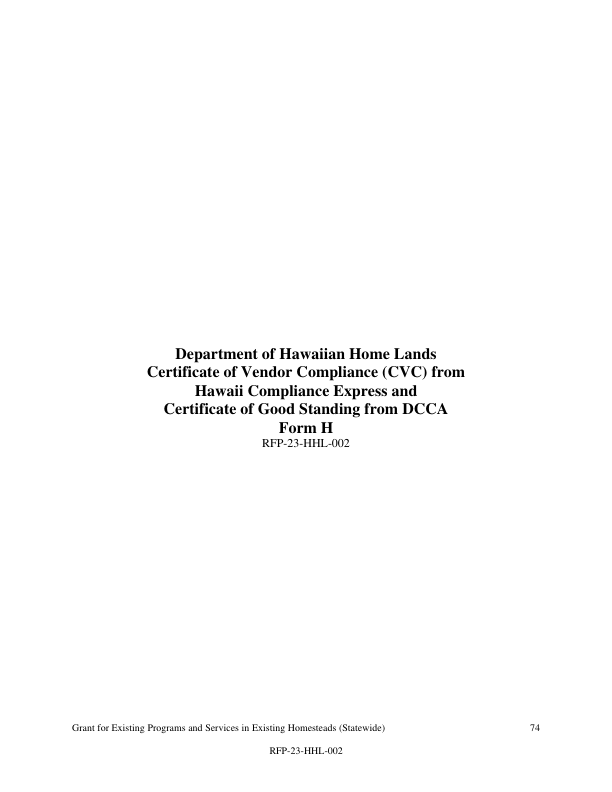 Department of Hawaiian Home Lands
Certificate of Vendor Compliance (CVC) from
Hawaii Compliance Express and
Certificate of Good Standing from DCCA
Form H
RFP-23-HHL-002
Grant for Existing Programs and Services in Existing Homesteads (Statewide) 74
RFP-23-HHL-002